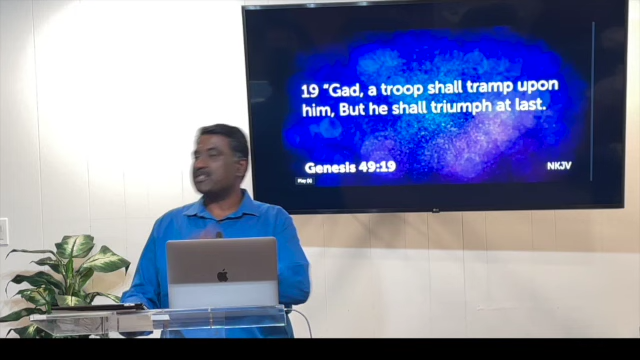 19 “Gad, a troop shall tramp upon
him, But he shall triumph at last.
Genesis 49:19
NKJV